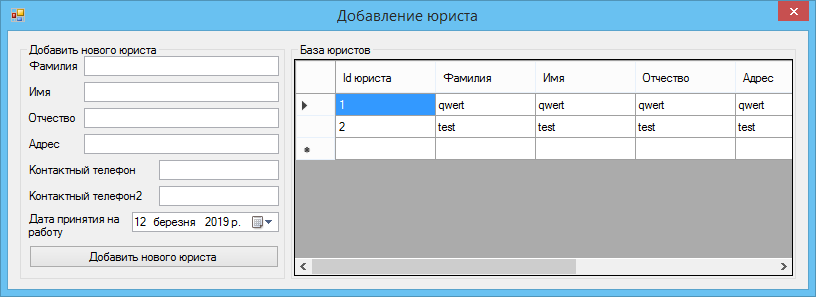 Добавление юриста
Добавить нового юриста
Фамилия
Имя
Отчество
Адрес
Контактный телефон
Контактный телефон2
Дата принятия на
работу
12 березня 2019 р.
Добавить нового юриста
База юристов
Id юриста Фамилия Имя Отчество Адрес
1 qwert qwert qwert qwert
2 test test test test